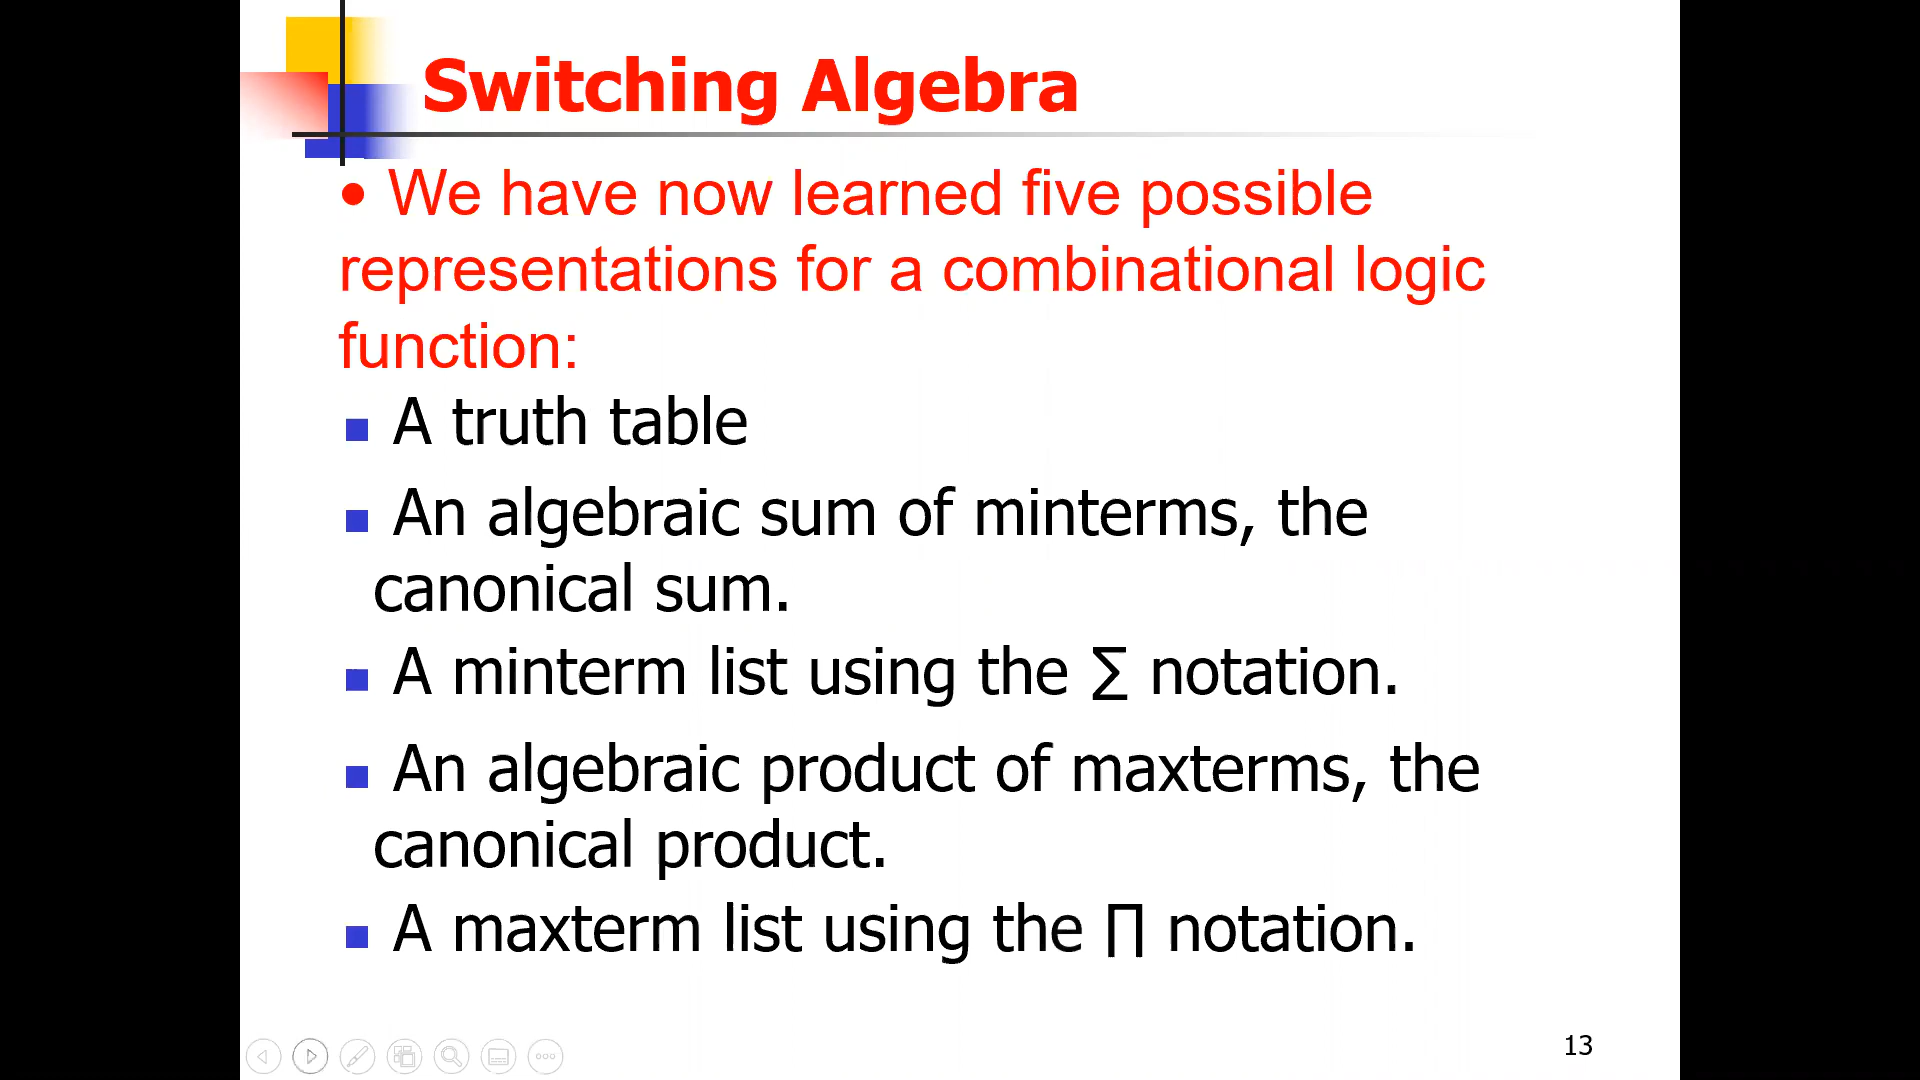 Switching Algebra
• We have now learned five possible
representations for a combinational logic
function:
▪ A truth table
▪ An algebraic sum of minterms, the
canonical sum.
▪ A minterm list using the ∑ notation.
▪ An algebraic product of maxterms, the
canonical product.
▪ A maxterm list using the ∏ notation.
13